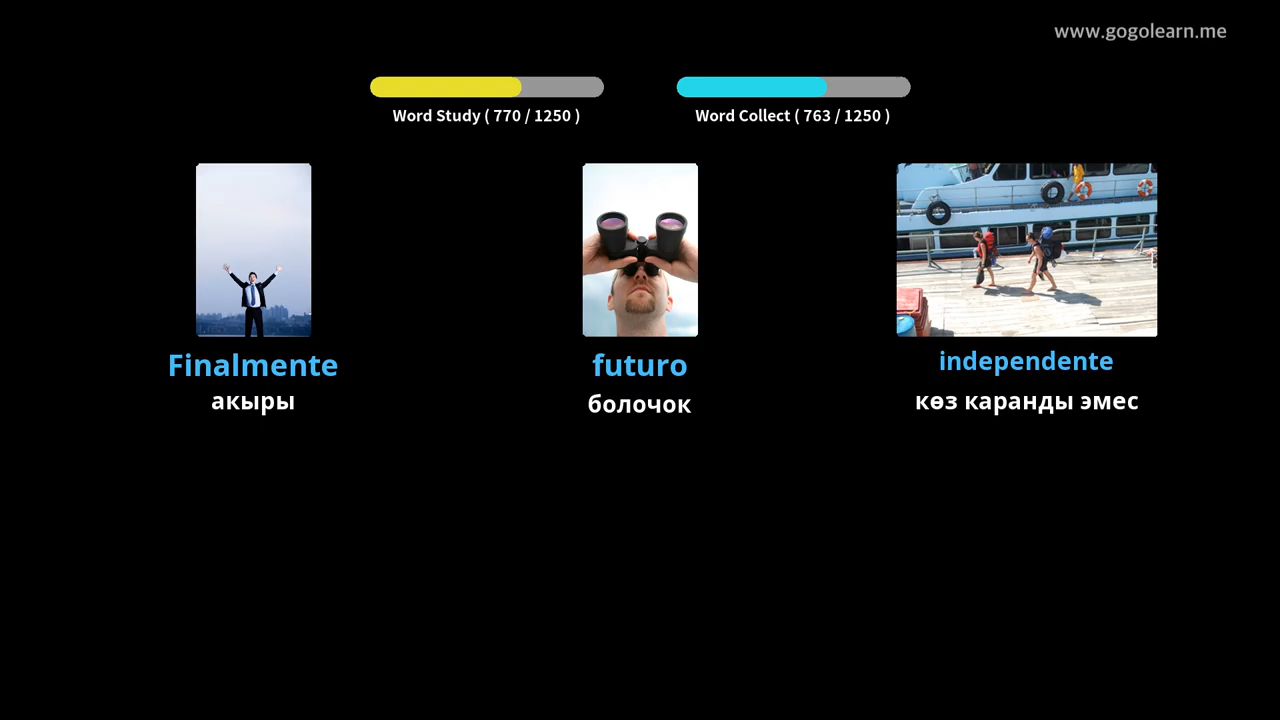 www.gogolearn.me
Word Study ( 770 / 1250 )
Word Collect ( 763 / 1250 )
Finalmente
акыры
futuro
болочок
independente
көз каранды эмес